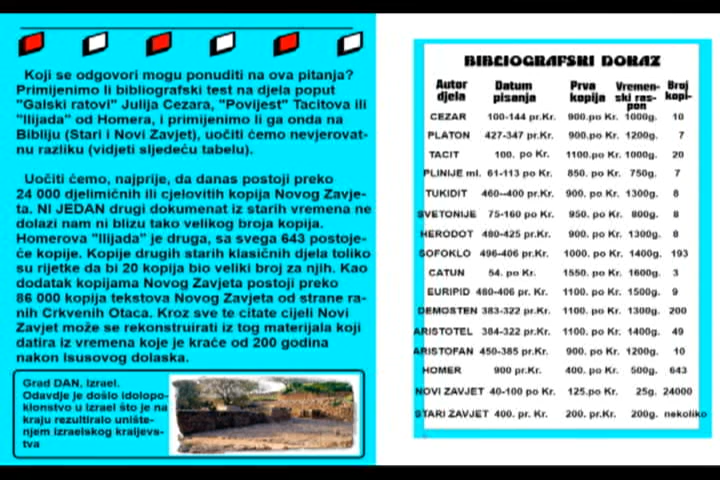 Koji se odgovori mogu ponuditi na ova pitanja?
Primijenimo li bibliografski test na djela poput
"Galski ratovi" Julija Cezara, "Povijest" Tacitova ili
"Ilijada" od Homera, i primijenimo li ga onda na
Bibliju (Stari i Novi Zavjet), uočiti ćemo nevjerovat-
nu razliku (vidjeti sljedeću tabelu).
Uočiti ćemo, najprije, da danas postoji preko
24 000 djelimičnih ili cjelovitih kopija Novog Zavje-
ta. NI JEDAN drugi dokumenat iz starih vremena ne
dolazi nam ni blizu tako velikog broja kopija.
Homerova "Ilijada" je druga, sa svega 643 postoje-
će kopije. Kopije drugih starih klasičnih djela toliko
su rijetke da bi 20 kopija bio veliki broj za njih. Kao
dodatak kopijama Novog Zavjeta postoji preko
86 000 kopija tekstova Novog Zavjeta od strane ra-
nih Crkvenih Otaca. Kroz sve te citate cijeli Novi
Zavjet može se rekonstruirati iz tog materijala koji
datira iz vremena koje je kraće od 200 godina
nakon Isusovog dolaska.
Grad DAN, Izrael.
Odavdje je došlo idolopo-
klonstvo u Izrael što je na
kraju rezultiralo unište-
njem izraelskog kraljevs-
tva
BIBLIOGRAFSKI DOKAZ
Autor djela Datum pisanja Prva kopija Vremen-ski ras-pon Broj kopi-
CEZAR 100-144 pr.Kr. 900.po Kr. 1000g. 10
PLATON 427-347 pr.Kr. 900.po Kr. 1200g. 7
TACIT 100. po Kr. 1100.po Kr. 1000g. 20
PLINIJE ml. 61-113 po Kr. 850. po Kr. 750g. 7
TUKIDIT 460--400 pr.Kr. 900. po Kr. 1300g. 8
SVETONIJE 75-160 po Kr. 950. po Kr. 800g. 8
HERODOT 480-425 pr.Kr. 900. po Kr. 1300g. 8
SOFOKLO 496-406 pr.Kr. 1000. po Kr. 1400g. 193
CATUN 54. po Kr. 1550. po Kr. 1600g. 3
EURIPID 480-406 pr. Kr. 1100. po Kr. 1500g. 9
DEMOSTEN 383-322 pr.Kr. 1100. po Kr. 1300g. 200
ARISTOTEL 384-322 pr.Kr. 1100. po Kr. 1400g. 49
ARISTOFAN 450-385 pr.Kr. 900. po Kr. 1200g. 10
HOMER 900 pr.Kr. 400. po Kr. 500g. 643
NOVI ZAVJET 40-100 po Kr. 125.po Kr. 25g. 24000
STARI ZAVJET 400. pr. Kr. 200. pr.Kr. 200g. nekoliko